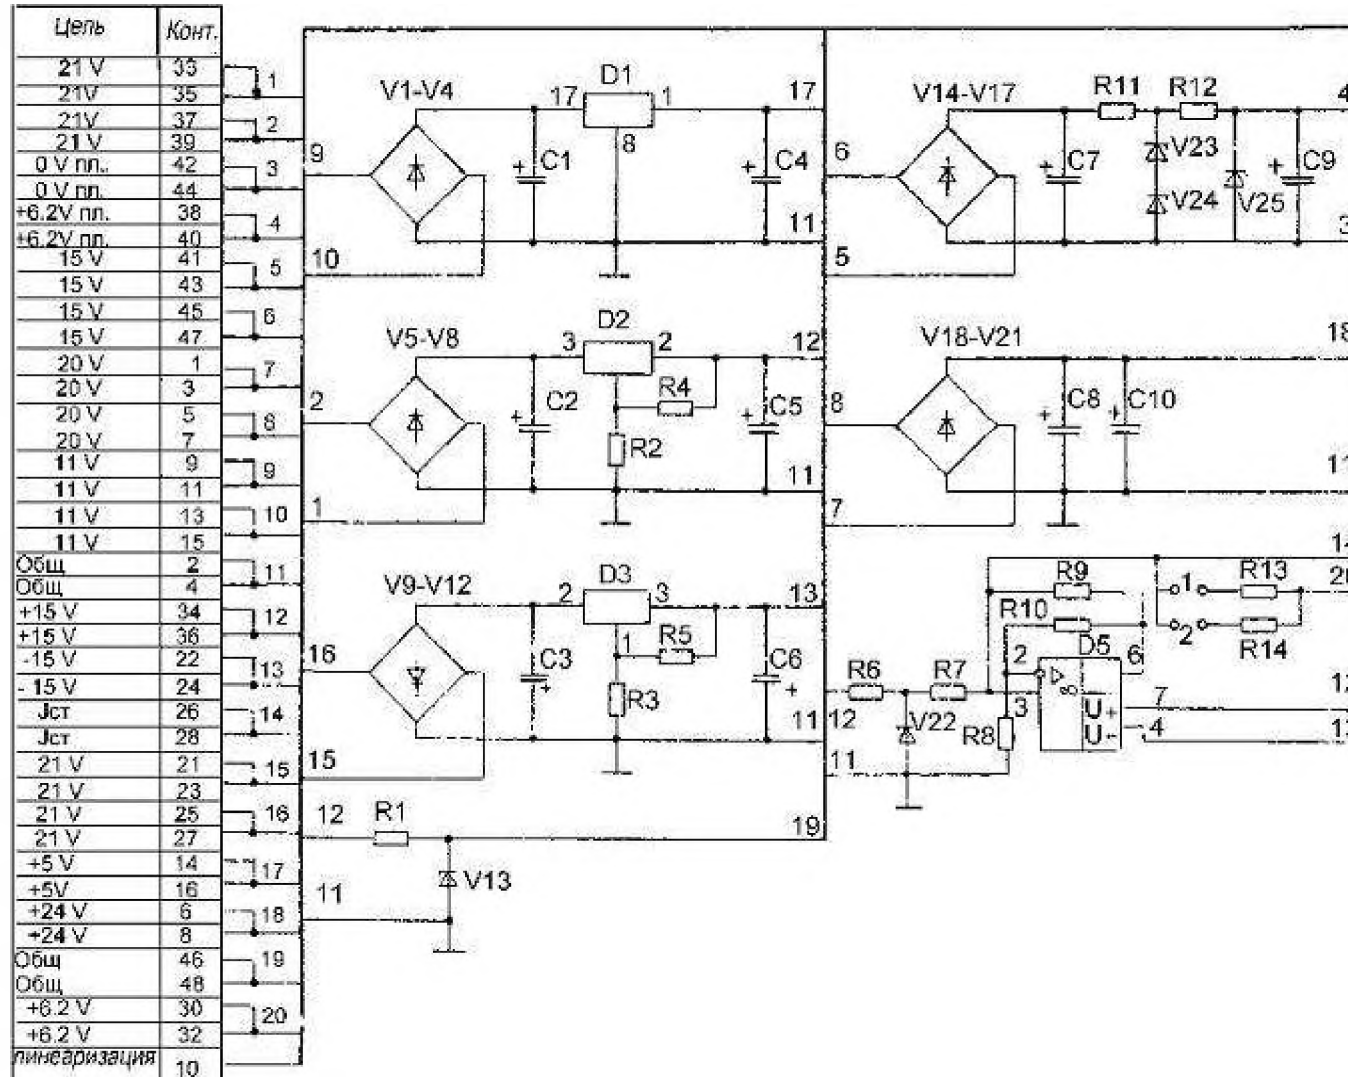 Цепь Конт.
21 V 33
21V 35
21V 37
21 V 39
0 V пл.. 42
0 V пл. 44
+6.2V пл. 38
+6.2V пл. 40
15 V 41
15 V 43
15 V 45
15 V 47
20 V 1
20 V 3
20 V 5
20 V 7
11 V 9
11 V 11
11 V 13
11 V 15
Общ 2
Общ 4
+15 V 34
+15 V 36
-15 V 22
- 15 V 24
Jст 26
Jст 28
21 V 21
21 V 23
21 V 25
21 V 27
+5 V 14
+5V 16
+24 V 6
+24 V 8
Общ 46
Общ 48
+6.2 V 30
+6.2 V 32
линеаризация 10
1
2
3
4
5
6
7
8
9
10
11
12
13
14
15
16
17
18
19
20
V1-V4 D1
17 1 17
9 C1 8 C4
11
10
V5-V8 D2
3 2 12
R4
2 C2 C5
R2
11
1
V9-V12 D3
2 3 13
1 R5
16 C3 C6
R3
11
15
12 R1 19
V13
11
V14-V17 R11 R12 4
6 C7 V23 C9
V24 V25
3
5
V18-V21 18
8 C8 C10
11
7
14
R9 1 R13 20
R10 2 R14
D5
R6 R7 2 6
8
3 U+ 7
12 V22 R8 U- 4
11